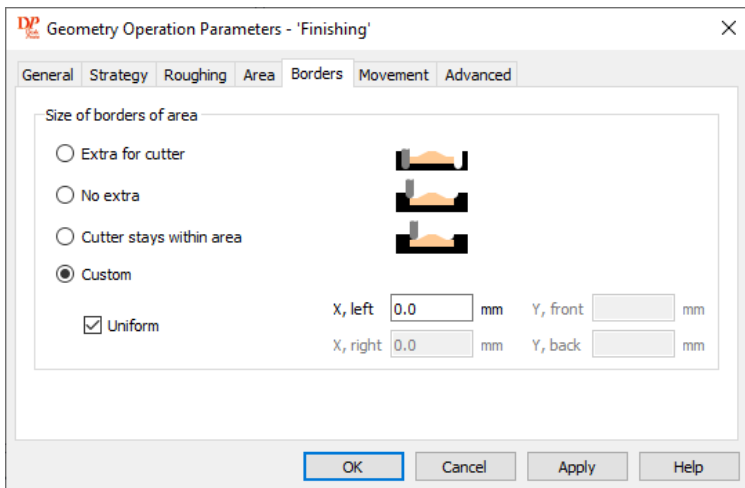 DP
Geometry Operation Parameters - 'Finishing'
General Strategy Roughing Area Borders Movement Advanced
Size of borders of area
Extra for cutter
No extra
Cutter stays within area
Custom
Uniform
X, left 0.0 mm Y, front mm
X, right 0.0 mm Y, back mm
OK Cancel Apply Help